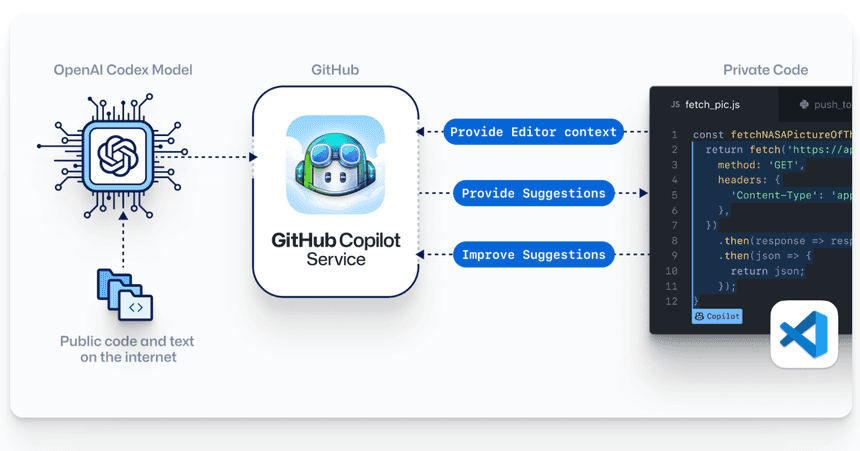 OpenAI Codex Model
GitHub
Private Code
Public code and text
on the internet
GitHub Copilot
Service
Provide Editor context
Provide Suggestions
Improve Suggestions
JS fetch_pic.js
push_to
1 const fetchNASAPictureOfTh
2 return fetch('https://ap
3 method: 'GET',
4 headers: {
5 'Content-Type': 'app
6 },
7 })
8 .then(response => resp
9 .then(json => {
10 return json;
11 });
12 }
Copilot